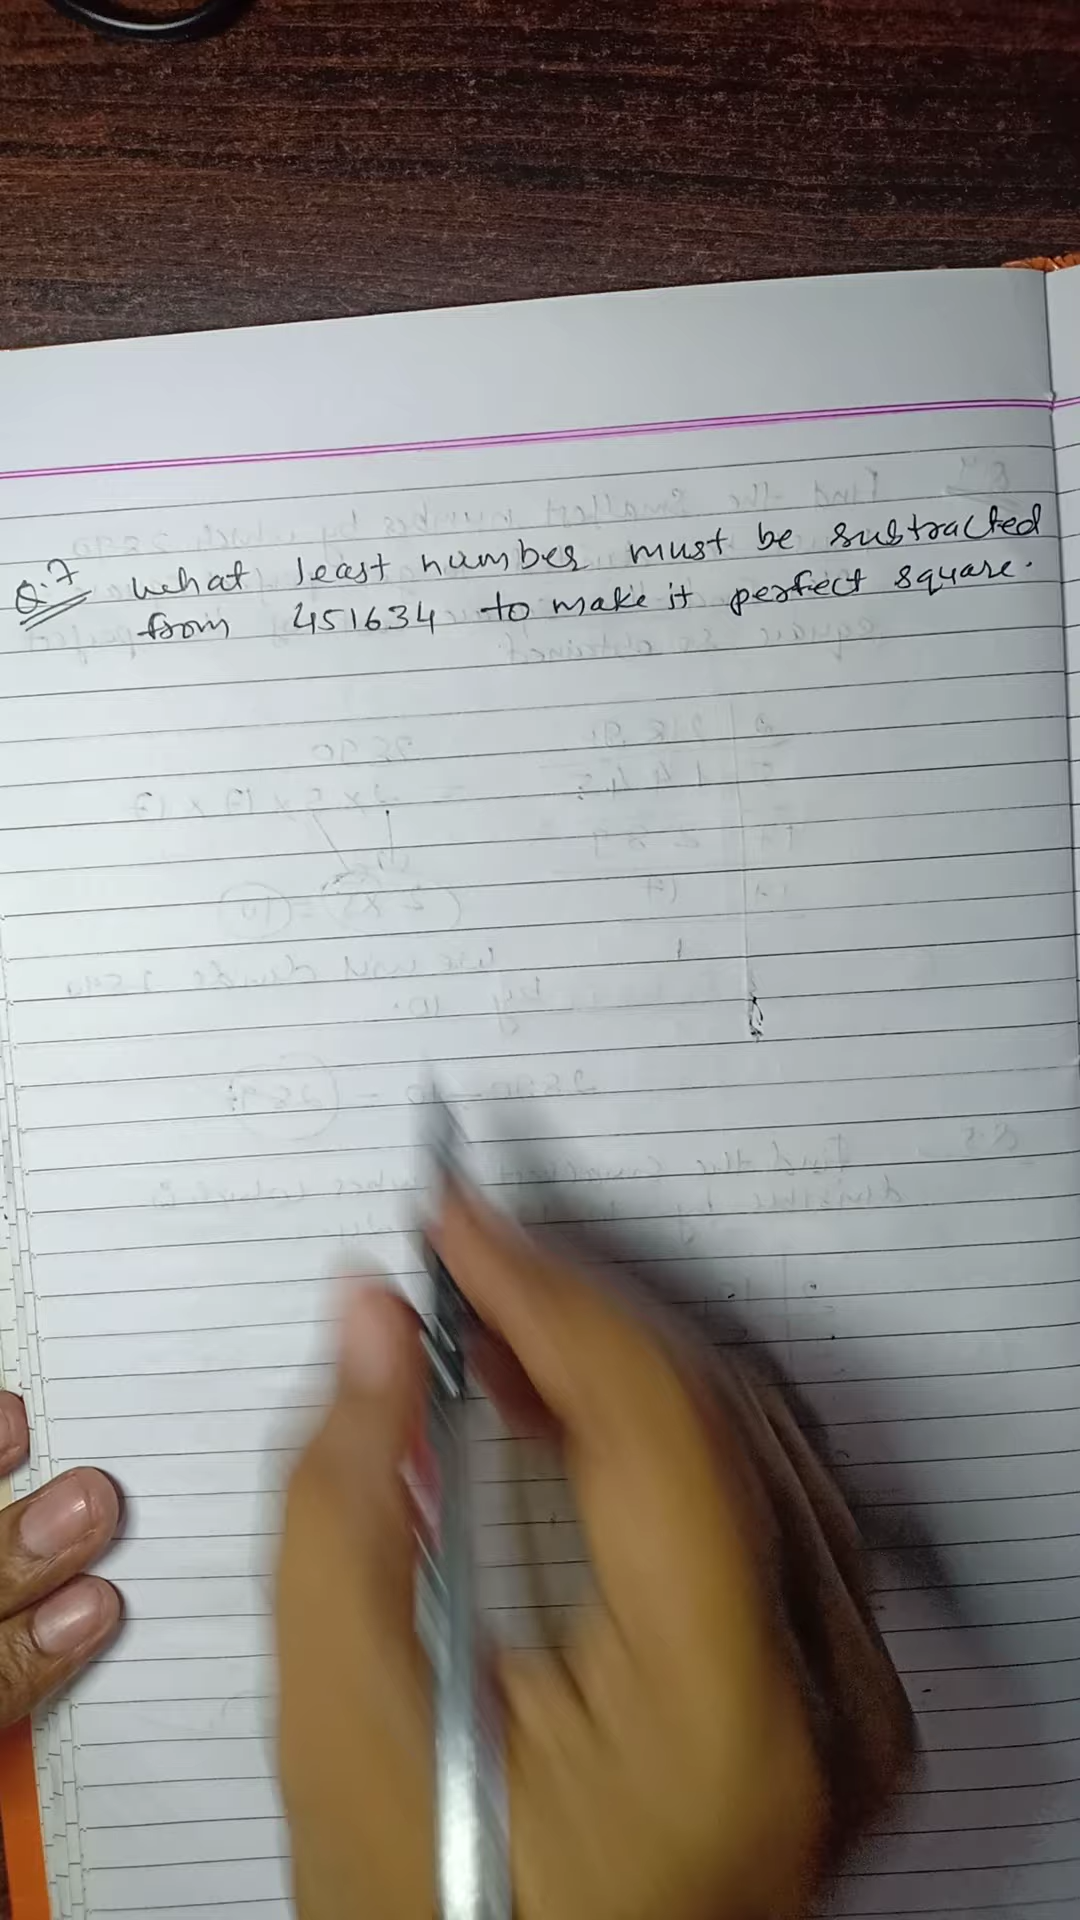 Q.7 What least number must be subtracted
from 451634 to make it perfect square.